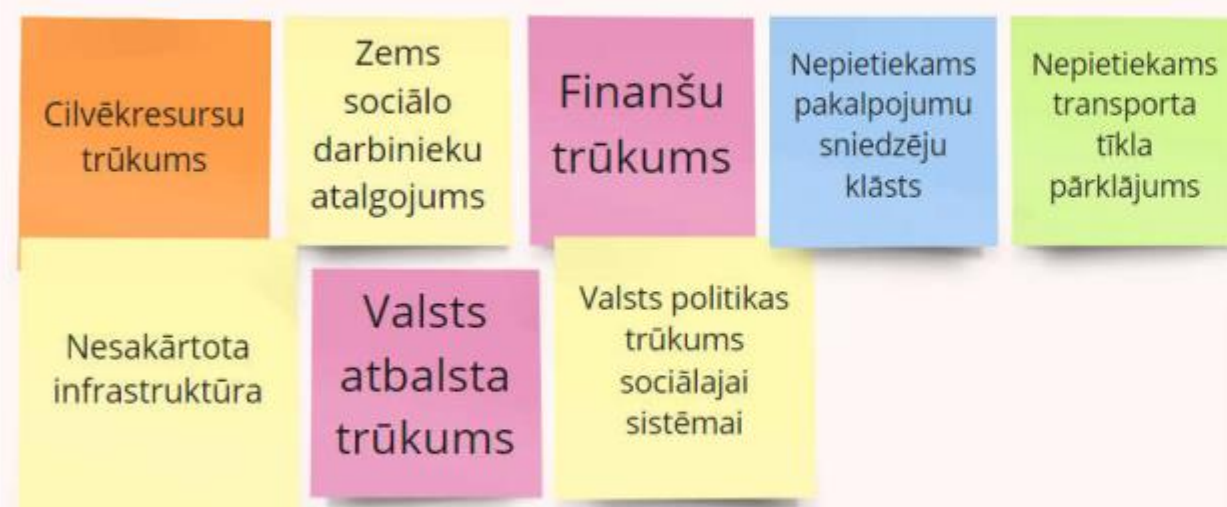 Cilvēkresursu
trūkums
Zems
sociālo
darbinieku
atalgojums
Finanšu
trūkums
Nepietiekams
pakalpojumu
sniedzēju
klāsts
Nepietiekams
transporta
tīkla
pārklājums
Nesakārtota
infrastruktūra
Valsts
atbalsta
trūkums
Valsts politikas
trūkums
sociālajai
sistēmai